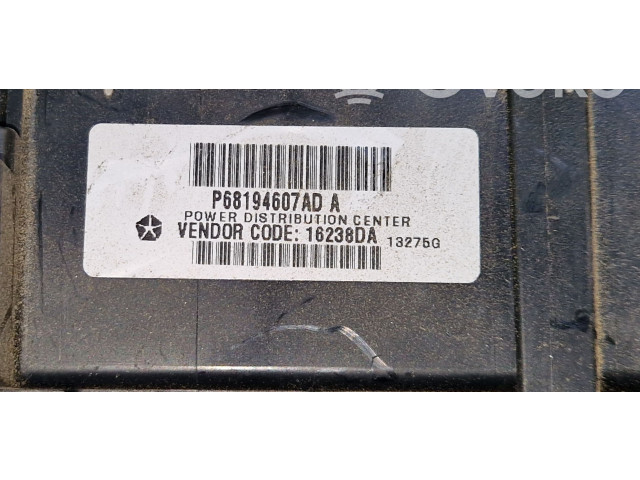 P68194607AD A
POWER DISTRIBUTION CENTER
VENDOR CODE: 16238DA 13275G